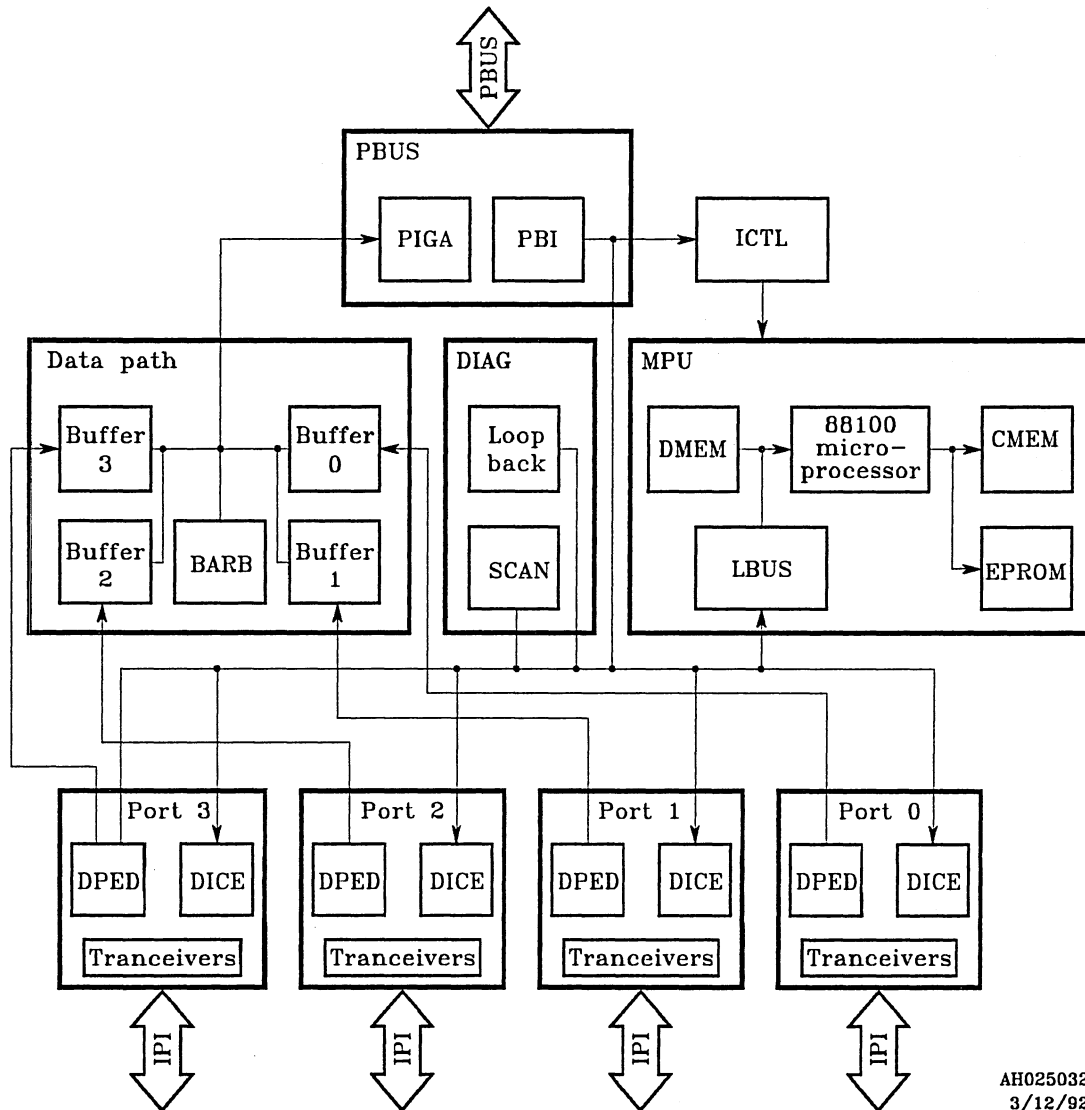 PBUS
PBUS
PIGA
PBI
ICTL
Data path
Buffer
3
Buffer
0
Buffer
2
BARB
Buffer
1
DIAG
Loop
back
SCAN
MPU
DMEM
88100
micro-
processor
CMEM
LBUS
EPROM
Port 3
DPED
DICE
Tranceivers
Port 2
DPED
DICE
Tranceivers
Port 1
DPED
DICE
Tranceivers
Port 0
DPED
DICE
Tranceivers
IPI
IPI
IPI
IPI
AH025032
3/12/92